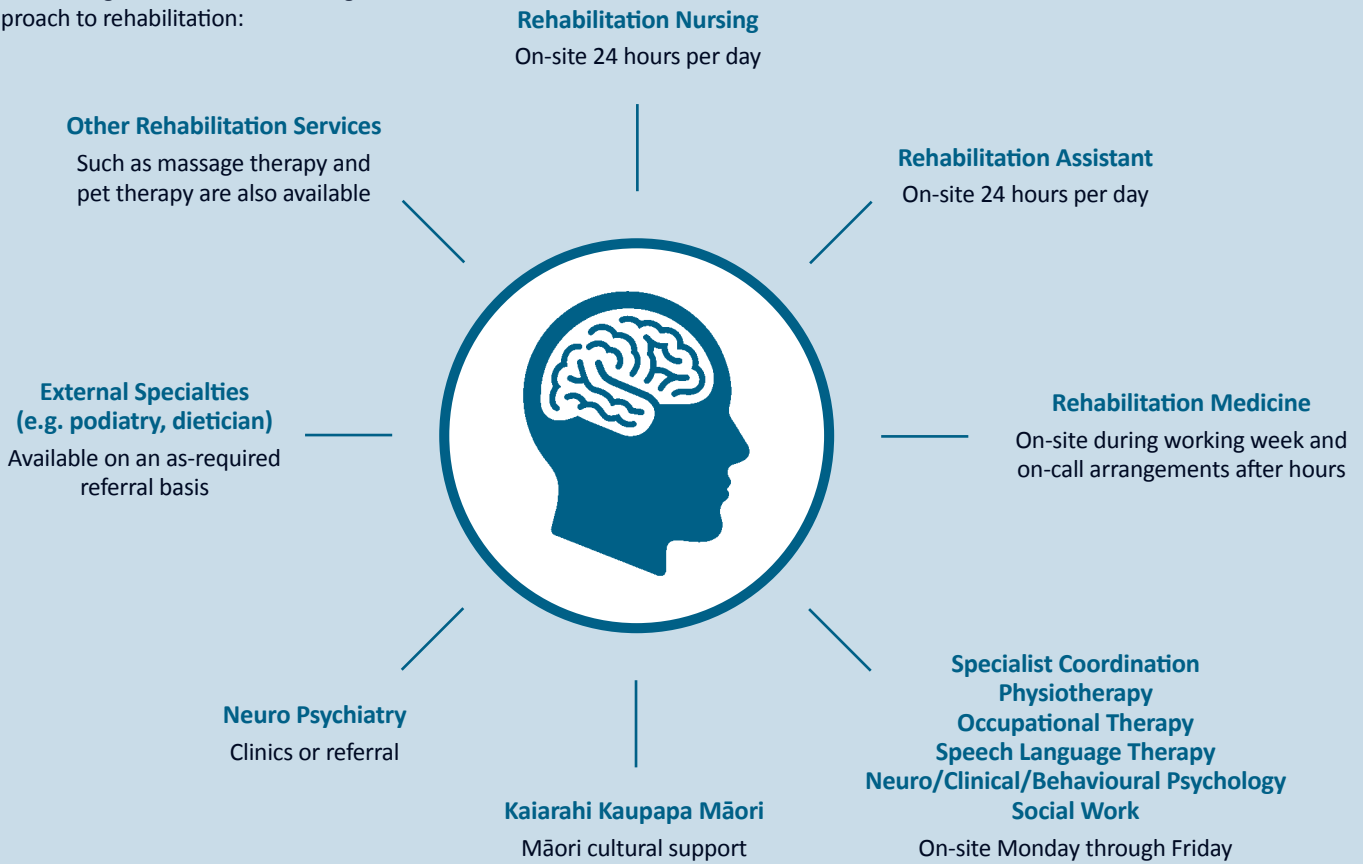 proach to rehabilitation:
Rehabilitation Nursing
On-site 24 hours per day
Other Rehabilitation Services
Such as massage therapy and
pet therapy are also available
Rehabilitation Assistant
On-site 24 hours per day
External Specialties
(e.g. podiatry, dietician)
Available on an as-required
referral basis
Rehabilitation Medicine
On-site during working week and
on-call arrangements after hours
Neuro Psychiatry
Clinics or referral
Kaiarahi Kaupapa Māori
Māori cultural support
Specialist Coordination
Physiotherapy
Occupational Therapy
Speech Language Therapy
Neuro/Clinical/Behavioural Psychology
Social Work
On-site Monday through Friday